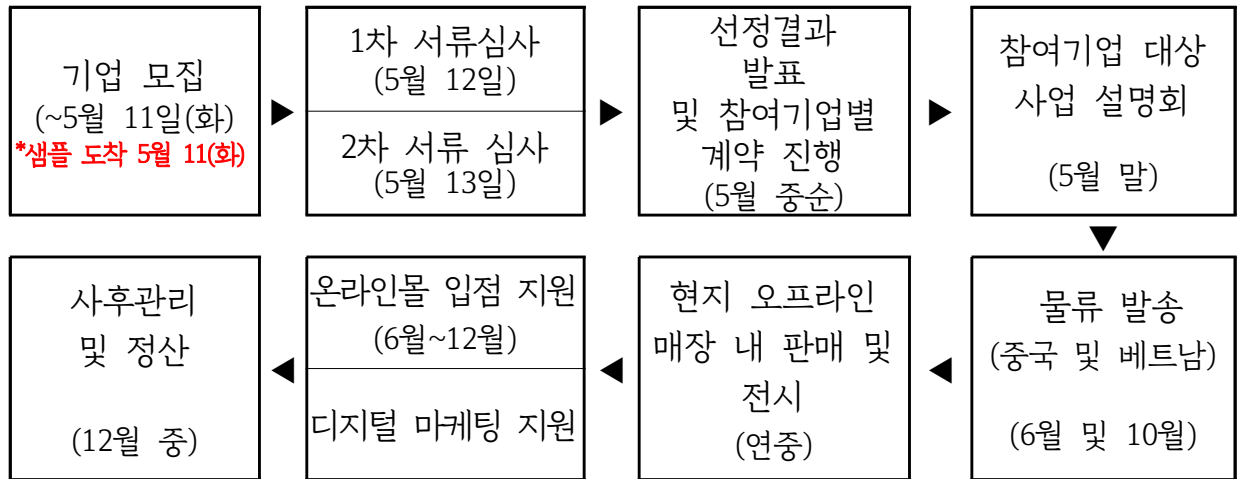 기업 모집
(~5월 11일(화)
*샘플 도착 5월 11(화)
▶
1차 서류심사
(5월 12일)
2차 서류 심사
(5월 13일)
▶
선정결과
발표
및 참여기업별
계약 진행
(5월 중순)
▶
참여기업 대상
사업 설명회
(5월 말)
▼
물류 발송
(중국 및 베트남)
(6월 및 10월)
◀
현지 오프라인
매장 내 판매 및
전시
(연중)
◀
온라인몰 입점 지원
(6월~12월)
디지털 마케팅 지원
◀
사후관리
및 정산
(12월 중)